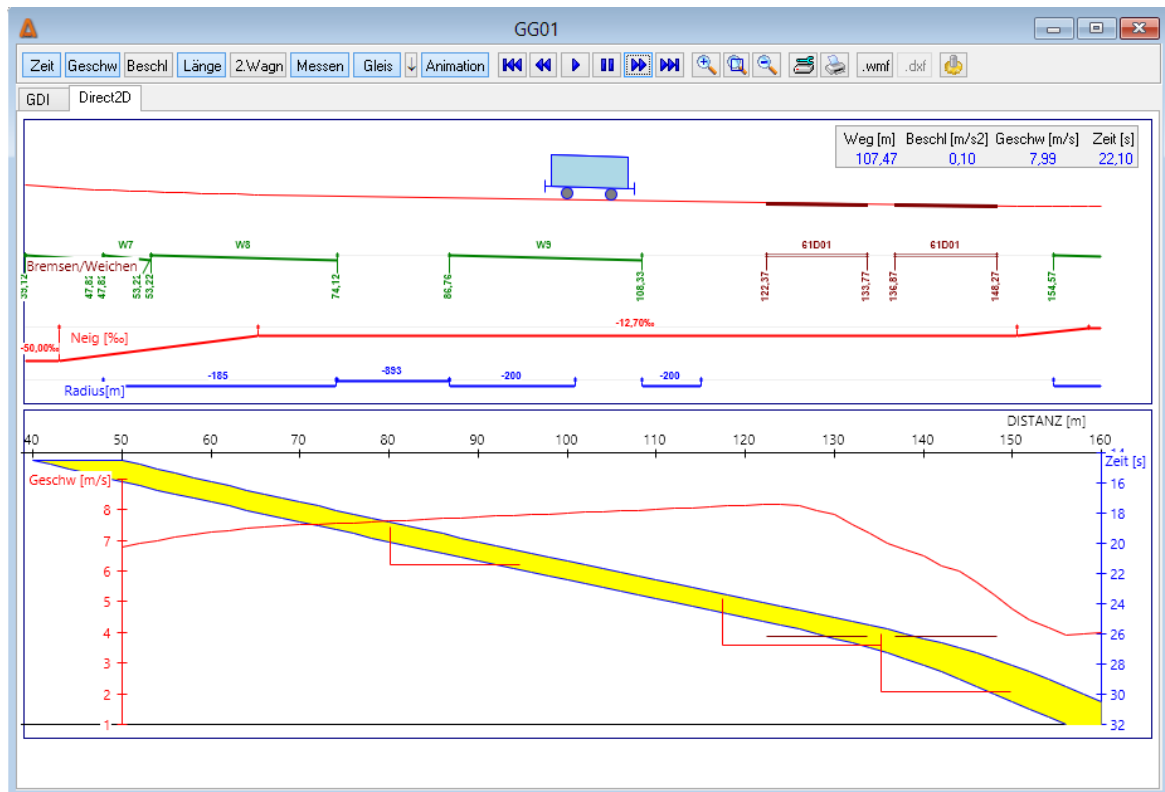 GG01
Zeit Geschw Beschl Länge 2.Wagn Messen Gleis Animation .wmf .dxf
GDI Direct2D
Weg [m] Beschl [m/s2] Geschw [m/s] Zeit [s]
107,47 0,10 7,99 22,10
W7 W8 W9 61D01 61D01
Bremsen/Weichen
39,12 47,82 47,82 53,22 53,22 74,12 86,76 108,33 122,37 133,77 136,87 148,27 154,57
-12,70‰
Neig [‰]
-50,00‰
-185 -893 -200 -200
Radius[m]
DISTANZ [m]
40 50 60 70 80 90 100 110 120 130 140 150 160
14
Zeit [s]
Geschw [m/s]
16
8 18
7 20
6 22
5 24
4 26
3 28
2 30
1 32